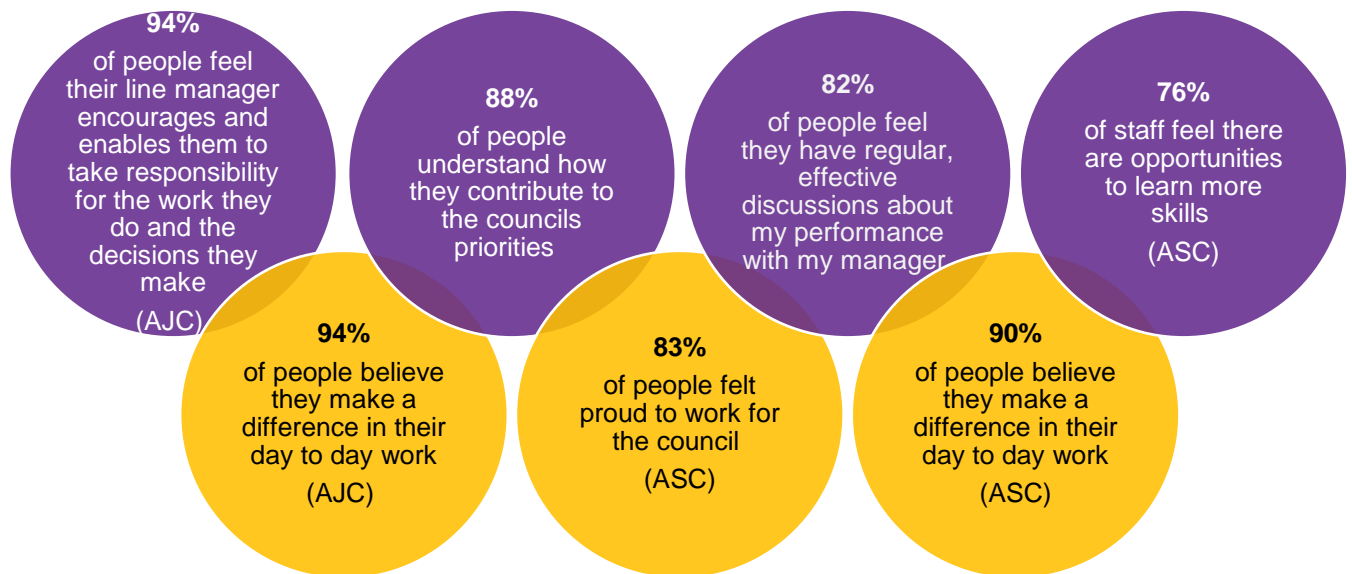 94%
of people feel
their line manager
encourages and
enables them to
take responsibility
for the work they
do and the
decisions they
make
(AJC)
88%
of people
understand how
they contribute to
the councils
priorities
82%
of people feel
they have regular,
effective
discussions about
my performance
with my manager
76%
of staff feel there
are opportunities
to learn more
skills
(ASC)
94%
of people believe
they make a
difference in their
day to day work
(AJC)
83%
of people felt
proud to work for
the council
(ASC)
90%
of people believe
they make a
difference in their
day to day work
(ASC)